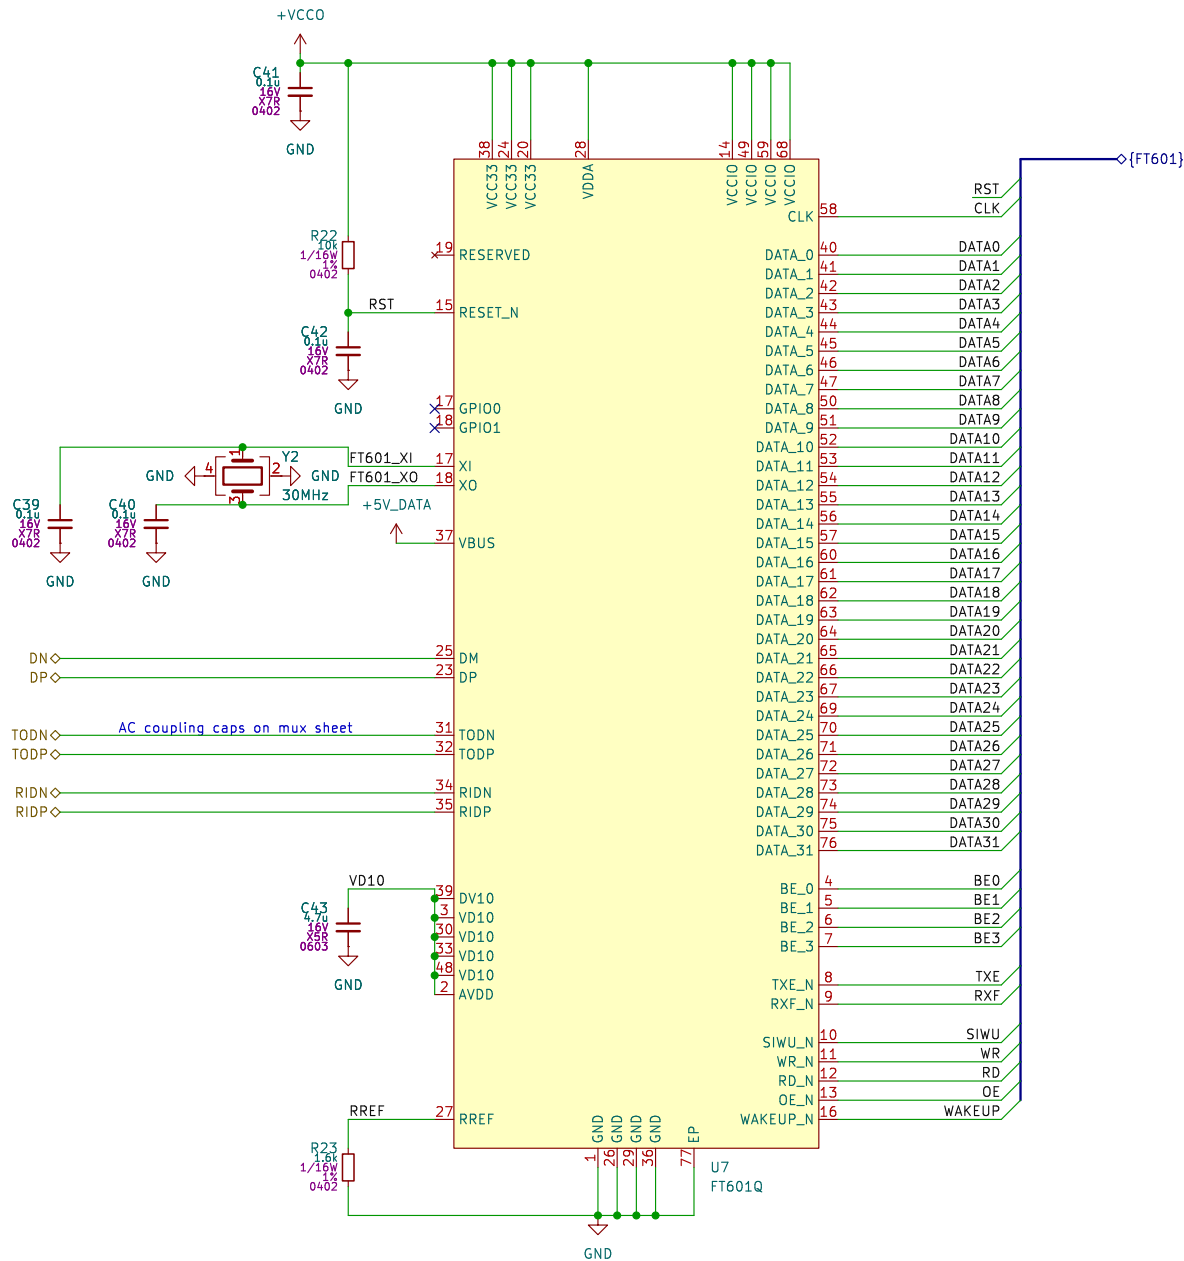 +VCCO
C41
0.1u
16V
X7R
0402
GND
38
24
20
28
14
49
59
68
VCC33
VCC33
VCC33
VDDA
VCCIO
VCCIO
VCCIO
VCCIO
{FT601}
R22
10k
1/16W
1%
0402
RST
C42
0.1u
16V
X7R
0402
GND
19 RESERVED
15 RESET_N
17 GPIO0
18 GPIO1
FT601_XI
17 XI
FT601_XO
18 XO
Y2
30MHz
1
2
3
4
GND
GND
C39
0.1u
16V
X7R
0402
GND
C40
0.1u
16V
X7R
0402
GND
+5V_DATA
37 VBUS
DN 25 DM
DP 23 DP
AC coupling caps on mux sheet
TODN 31 TODN
TODP 32 TODP
RIDN 34 RIDN
RIDP 35 RIDP
VD10
C43
4.7u
16V
X5R
0603
GND
39 DV10
3 VD10
30 VD10
33 VD10
48 VD10
2 AVDD
RREF
27 RREF
R23
1.6k
1/16W
1%
0402
RST
CLK 58 CLK
DATA_0 40 DATA0
DATA_1 41 DATA1
DATA_2 42 DATA2
DATA_3 43 DATA3
DATA_4 44 DATA4
DATA_5 45 DATA5
DATA_6 46 DATA6
DATA_7 47 DATA7
DATA_8 50 DATA8
DATA_9 51 DATA9
DATA_10 52 DATA10
DATA_11 53 DATA11
DATA_12 54 DATA12
DATA_13 55 DATA13
DATA_14 56 DATA14
DATA_15 57 DATA15
DATA_16 60 DATA16
DATA_17 61 DATA17
DATA_18 62 DATA18
DATA_19 63 DATA19
DATA_20 64 DATA20
DATA_21 65 DATA21
DATA_22 66 DATA22
DATA_23 67 DATA23
DATA_24 69 DATA24
DATA_25 70 DATA25
DATA_26 71 DATA26
DATA_27 72 DATA27
DATA_28 73 DATA28
DATA_29 74 DATA29
DATA_30 75 DATA30
DATA_31 76 DATA31
BE_0 4 BE0
BE_1 5 BE1
BE_2 6 BE2
BE_3 7 BE3
TXE_N 8 TXE
RXF_N 9 RXF
SIWU_N 10 SIWU
WR_N 11 WR
RD_N 12 RD
OE_N 13 OE
WAKEUP_N 16 WAKEUP
GND
GND
GND
GND
EP
1
26
29
36
77
U7
FT601Q
GND